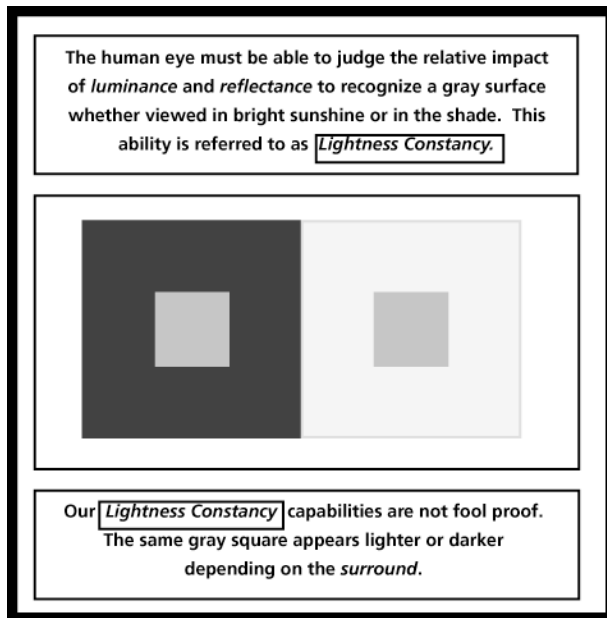 The human eye must be able to judge the relative impact
of luminance and reflectance to recognize a gray surface
whether viewed in bright sunshine or in the shade. This
ability is referred to as Lightness Constancy.
Our Lightness Constancy capabilities are not fool proof.
The same gray square appears lighter or darker
depending on the surround.